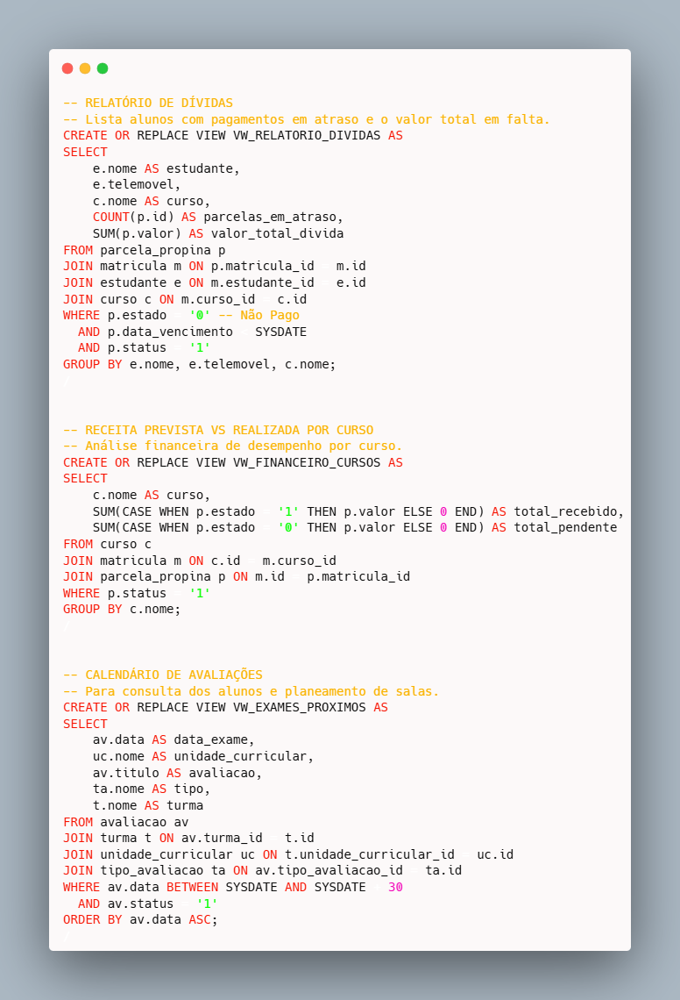 -- RELATÓRIO DE DÍVIDAS
-- Lista alunos com pagamentos em atraso e o valor total em falta.
CREATE OR REPLACE VIEW VW_RELATORIO_DIVIDAS AS
SELECT
    e.nome AS estudante,
    e.telemovel,
    c.nome AS curso,
    COUNT(p.id) AS parcelas_em_atraso,
    SUM(p.valor) AS valor_total_divida
FROM parcela_propina p
JOIN matricula m ON p.matricula_id = m.id
JOIN estudante e ON m.estudante_id = e.id
JOIN curso c ON m.curso_id = c.id
WHERE p.estado = '0' -- Não Pago
  AND p.data_vencimento < SYSDATE
  AND p.status = '1'
GROUP BY e.nome, e.telemovel, c.nome;
/
-- RECEITA PREVISTA VS REALIZADA POR CURSO
-- Análise financeira de desempenho por curso.
CREATE OR REPLACE VIEW VW_FINANCEIRO_CURSOS AS
SELECT
    c.nome AS curso,
    SUM(CASE WHEN p.estado = '1' THEN p.valor ELSE 0 END) AS total_recebido,
    SUM(CASE WHEN p.estado = '0' THEN p.valor ELSE 0 END) AS total_pendente
FROM curso c
JOIN matricula m ON c.id = m.curso_id
JOIN parcela_propina p ON m.id = p.matricula_id
WHERE p.status = '1'
GROUP BY c.nome;
/
-- CALENDÁRIO DE AVALIAÇÕES
-- Para consulta dos alunos e planeamento de salas.
CREATE OR REPLACE VIEW VW_EXAMES_PROXIMOS AS
SELECT
    av.data AS data_exame,
    uc.nome AS unidade_curricular,
    av.titulo AS avaliacao,
    ta.nome AS tipo,
    t.nome AS turma
FROM avaliacao av
JOIN turma t ON av.turma_id = t.id
JOIN unidade_curricular uc ON t.unidade_curricular_id = uc.id
JOIN tipo_avaliacao ta ON av.tipo_avaliacao_id = ta.id
WHERE av.data BETWEEN SYSDATE AND SYSDATE + 30
  AND av.status = '1'
ORDER BY av.data ASC;
/